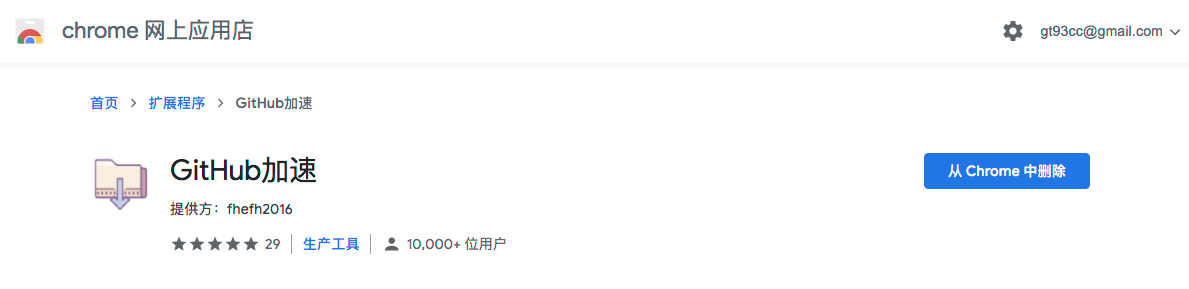 chrome 网上应用店
gt93cc@gmail.com
首页 > 扩展程序 > GitHub加速
GitHub加速
从 Chrome 中删除
提供方：fhefh2016
★★★★★ 29 | 生产工具 | 10,000+ 位用户